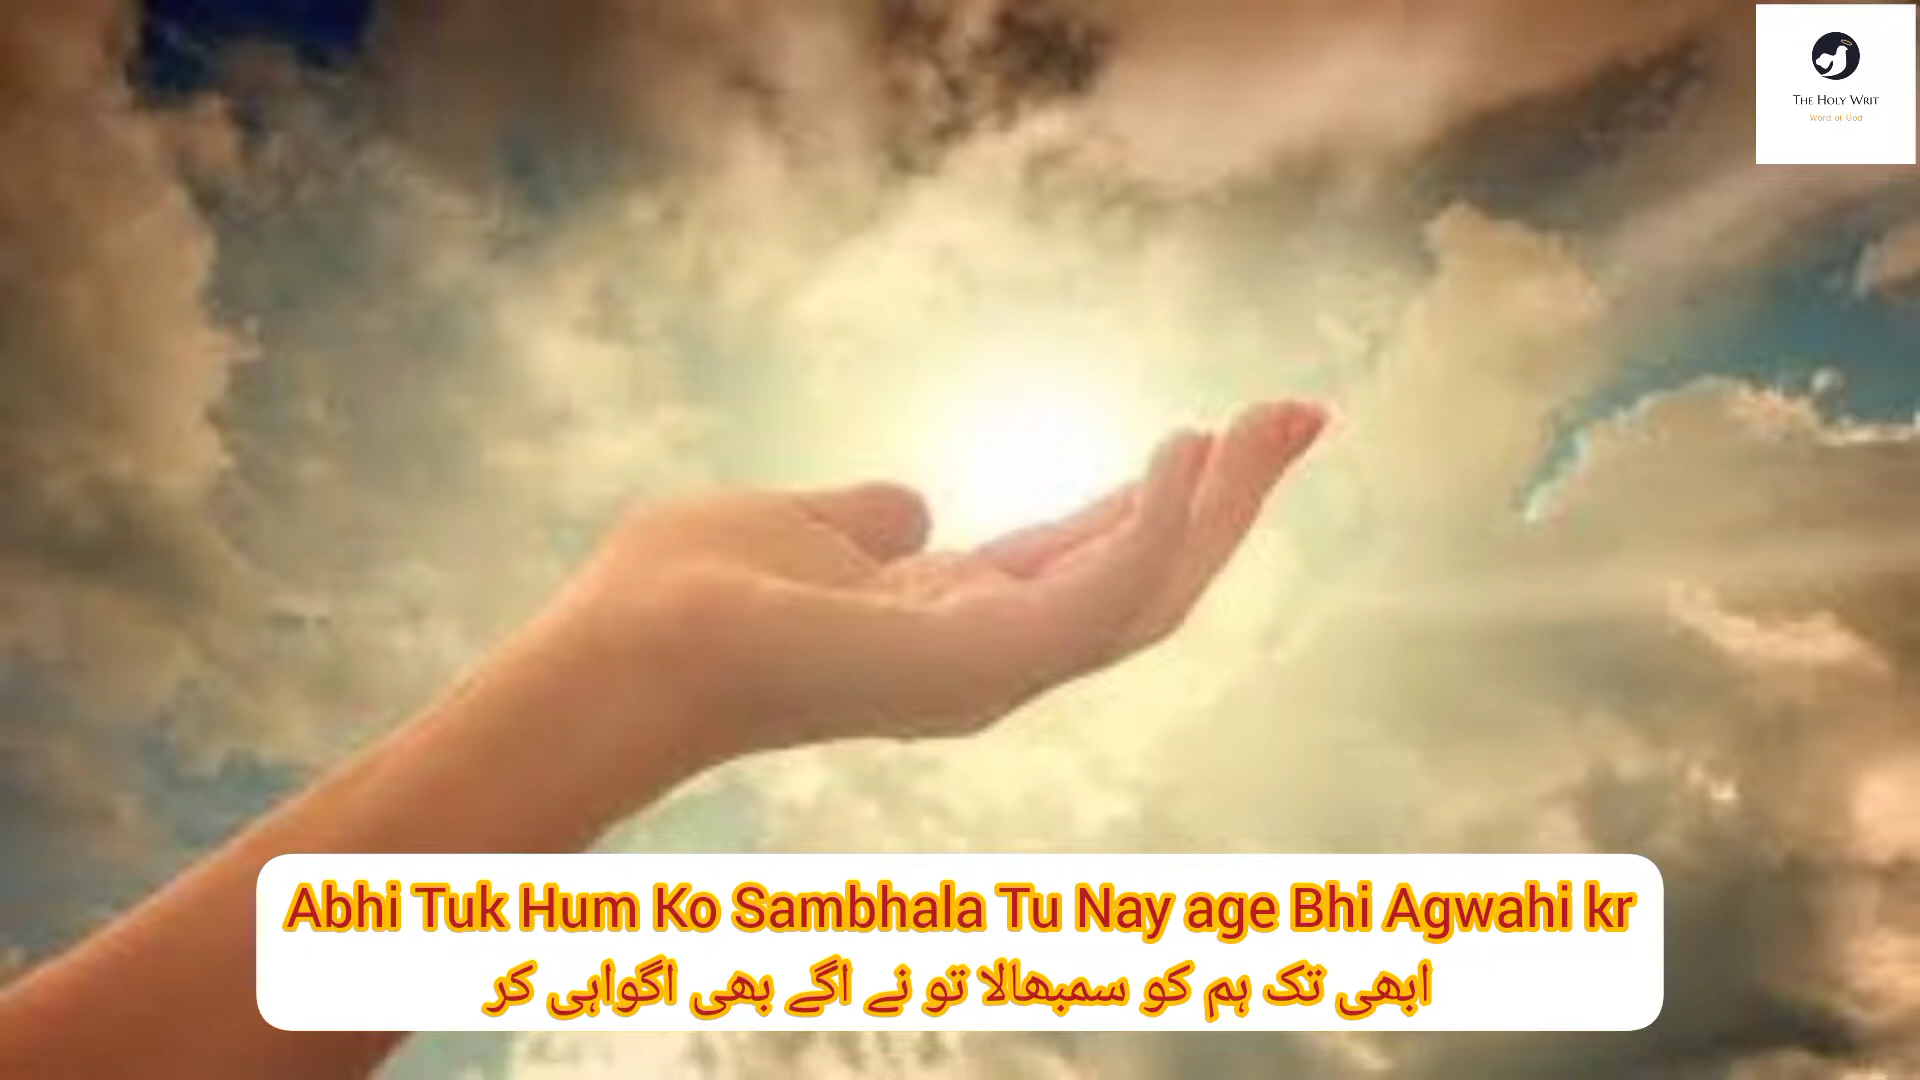 THE HOLY WRIT
Word of God
Abhi Tuk Hum Ko Sambhala Tu Nay age Bhi Agwahi kr
ابھی تک ہم کو سمبھالا تو نے اگے بھی اگواہی کر